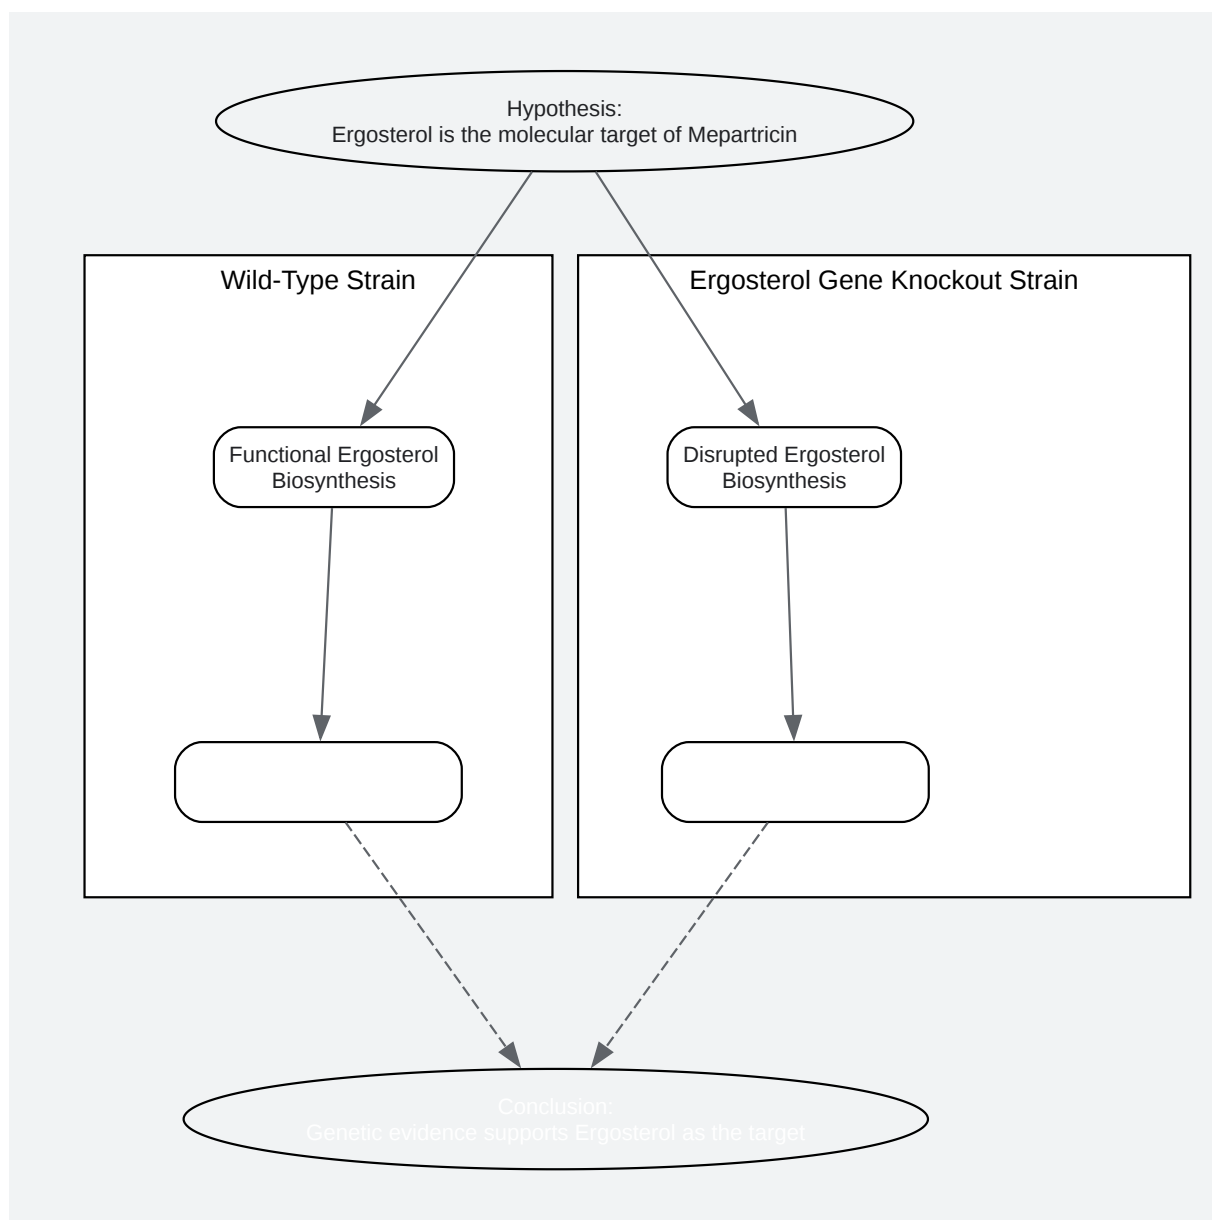 Hypothesis:
Ergosterol is the molecular target of Mepartricin
Wild-Type Strain
Ergosterol Gene Knockout Strain
Functional Ergosterol
Biosynthesis
Disrupted Ergosterol
Biosynthesis
Conclusion:
Genetic evidence supports Ergosterol as the target